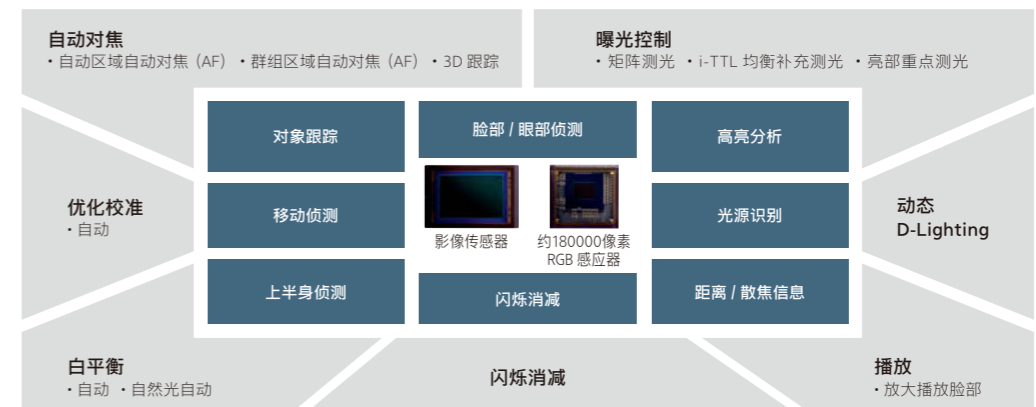 自动对焦
・自动区域自动对焦（AF） ・群组区域自动对焦（AF） ・3D 跟踪
曝光控制
・矩阵测光 ・i-TTL 均衡补充测光 ・亮部重点测光
对象跟踪
脸部 / 眼部侦测
高亮分析
优化校准
・自动
移动侦测
影像传感器
约180000像素
RGB 感应器
光源识别
动态
D-Lighting
上半身侦测
闪烁消减
距离 / 散焦信息
白平衡
・自动 ・自然光自动
闪烁消减
播放
・放大播放脸部